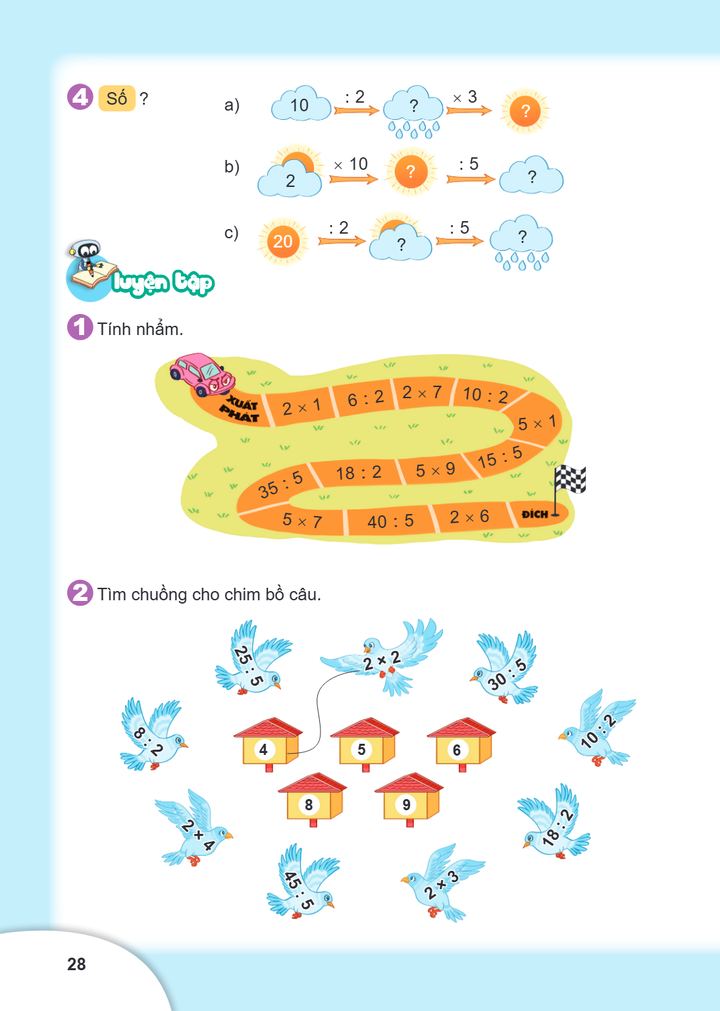 4 Số ?
a) 10 : 2 ? × 3 ?
b) 2 × 10 ? : 5 ?
c) 20 : 2 ? : 5 ?
luyện tập
1 Tính nhẩm.
XUẤT PHÁT
2 × 1
6 : 2
2 × 7
10 : 2
5 × 1
15 : 5
5 × 9
18 : 2
35 : 5
5 × 7
40 : 5
2 × 6
ĐÍCH
2 Tìm chuồng cho chim bồ câu.
25 : 5
2 × 2
30 : 5
8 : 2
10 : 2
4
5
6
8
9
2 × 4
18 : 2
45 : 5
2 × 3
28